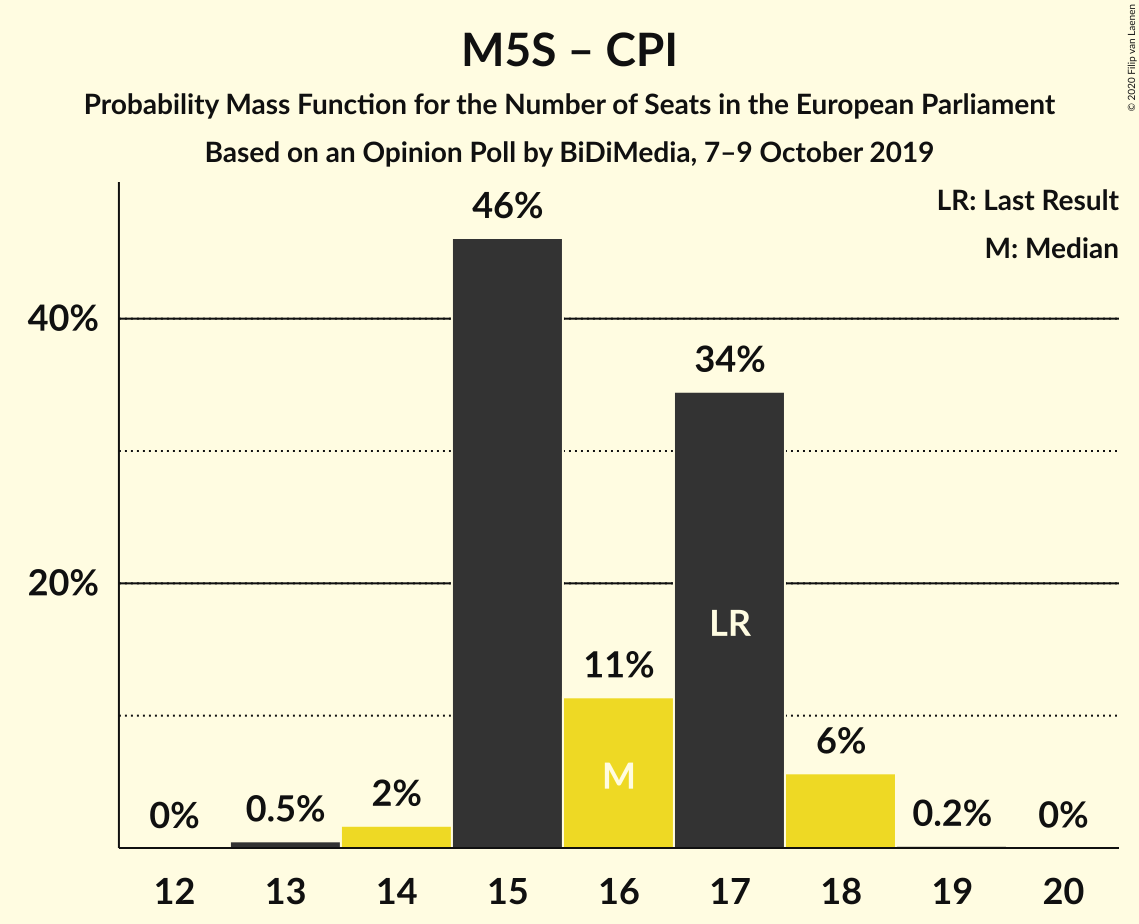 M5S – CPI
Probability Mass Function for the Number of Seats in the European Parliament
Based on an Opinion Poll by BiDiMedia, 7–9 October 2019
© 2020 Filip van Laenen
LR: Last Result
M: Median
46%
40%
34%
20%
LR
11%
M
6%
2%
0.5%
0%
0.2%
0%
12 13 14 15 16 17 18 19 20